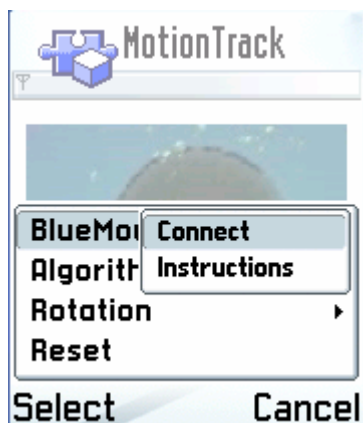 MotionTrack
BlueMou
Connect
Algorith
Instructions
Rotation
Reset
Select Cancel